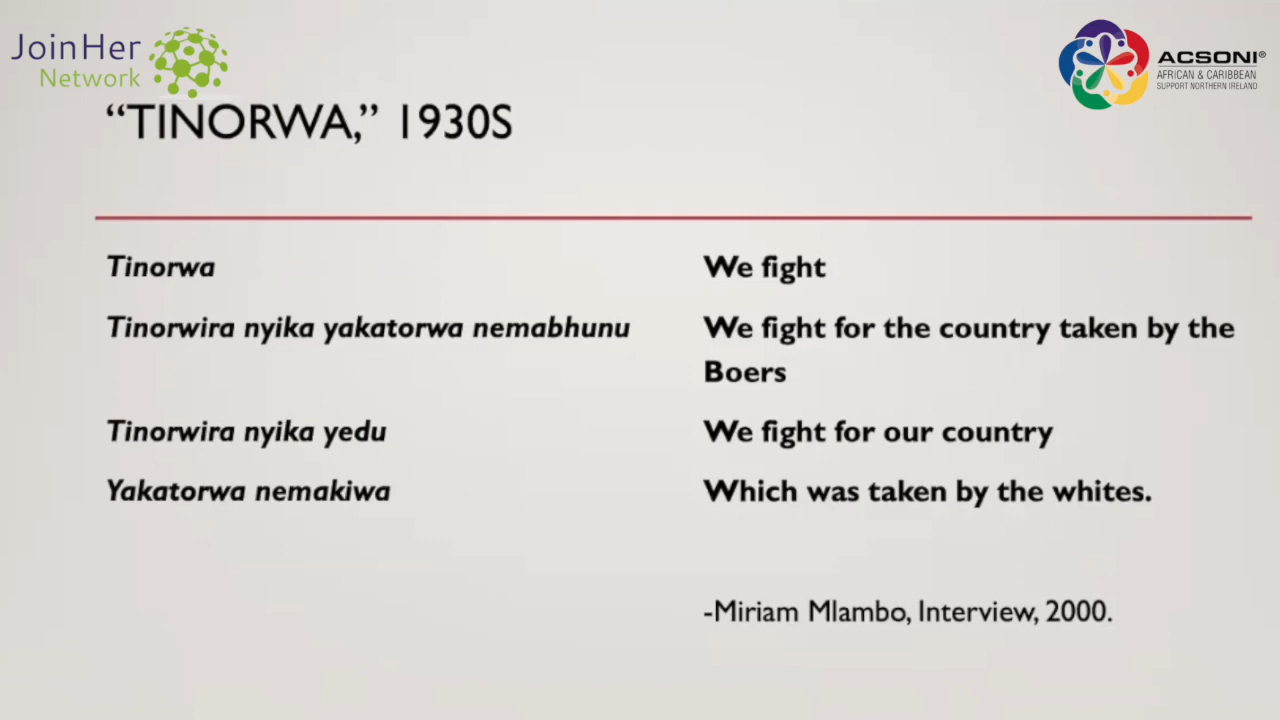 JoinHer
Network
ACSONI®
AFRICAN & CARIBBEAN
SUPPORT NORTHERN IRELAND
“TINORWA,” 1930S
Tinorwa
We fight
Tinorwira nyika yakatorwa nemabhunu
We fight for the country taken by the
Boers
Tinorwira nyika yedu
We fight for our country
Yakatorwa nemakiwa
Which was taken by the whites.
-Miriam Mlambo, Interview, 2000.